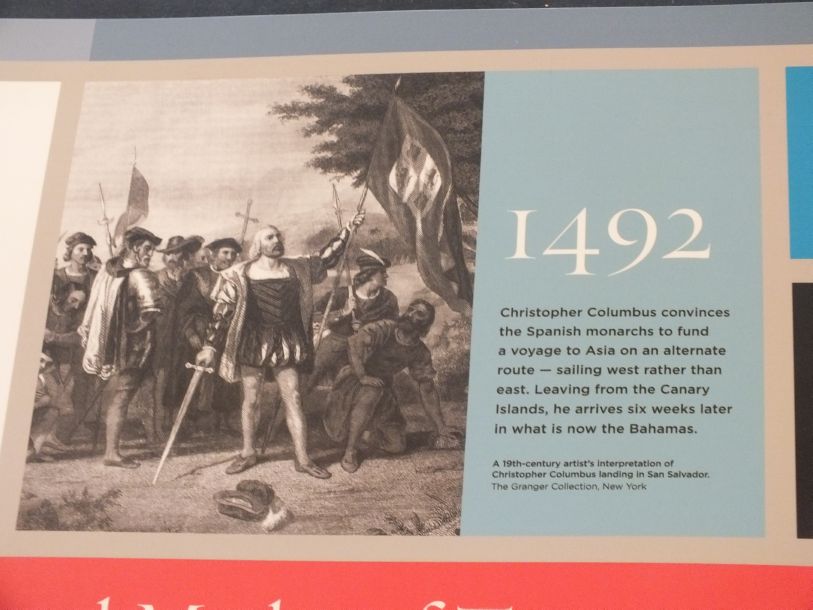 1492
Christopher Columbus convinces
the Spanish monarchs to fund
a voyage to Asia on an alternate
route — sailing west rather than
east. Leaving from the Canary
Islands, he arrives six weeks later
in what is now the Bahamas.
A 19th-century artist's interpretation of
Christopher Columbus landing in San Salvador.
The Granger Collection, New York